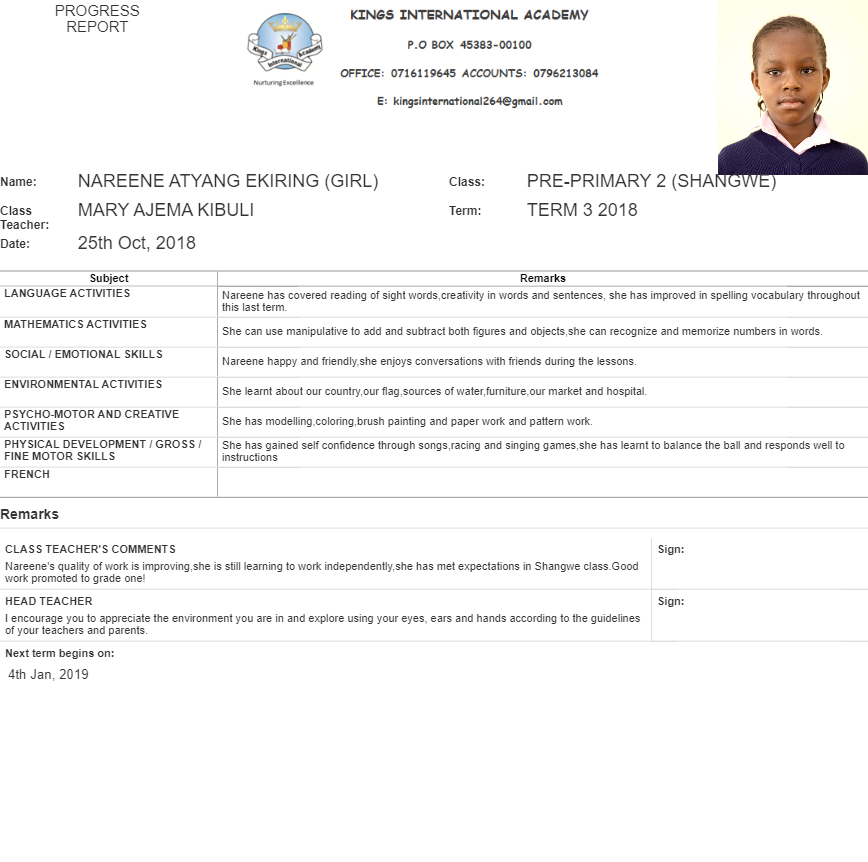 PROGRESS
REPORT
KINGS INTERNATIONAL ACADEMY
P.O BOX 45383-00100
OFFICE: 0716119645 ACCOUNTS: 0796213084
E: kingsinternational264@gmail.com
Kings Academy
International
Nurturing Excellence
Name: NAREENE ATYANG EKIRING (GIRL) Class: PRE-PRIMARY 2 (SHANGWE)
Class Teacher: MARY AJEMA KIBULI Term: TERM 3 2018
Date: 25th Oct, 2018
Subject Remarks
LANGUAGE ACTIVITIES
Nareene has covered reading of sight words,creativity in words and sentences, she has improved in spelling vocabulary throughout
this last term.
MATHEMATICS ACTIVITIES
She can use manipulative to add and subtract both figures and objects,she can recognize and memorize numbers in words.
SOCIAL / EMOTIONAL SKILLS
Nareene happy and friendly,she enjoys conversations with friends during the lessons.
ENVIRONMENTAL ACTIVITIES
She learnt about our country,our flag,sources of water,furniture,our market and hospital.
PSYCHO-MOTOR AND CREATIVE
ACTIVITIES
She has modelling,coloring,brush painting and paper work and pattern work.
PHYSICAL DEVELOPMENT / GROSS /
FINE MOTOR SKILLS
She has gained self confidence through songs,racing and singing games,she has learnt to balance the ball and responds well to
instructions
FRENCH
Remarks
CLASS TEACHER'S COMMENTS
Nareene's quality of work is improving,she is still learning to work independently,she has met expectations in Shangwe class.Good
work promoted to grade one!
Sign:
HEAD TEACHER
I encourage you to appreciate the environment you are in and explore using your eyes, ears and hands according to the guidelines
of your teachers and parents.
Sign:
Next term begins on:
4th Jan, 2019